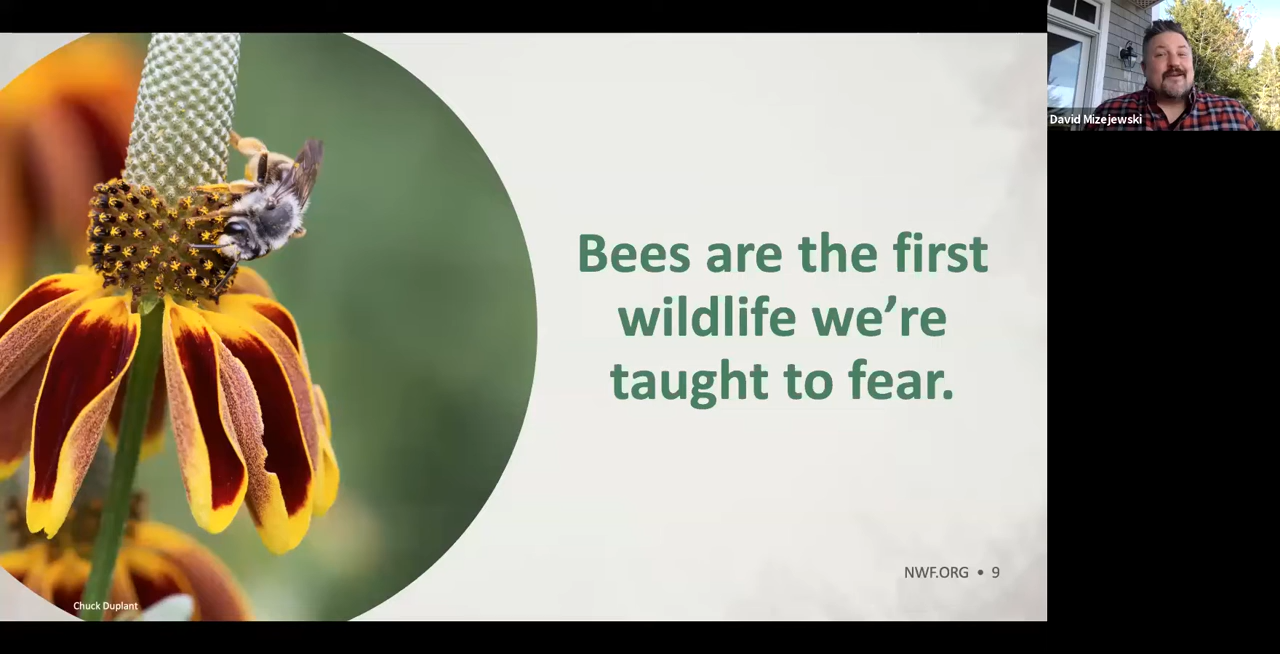 David Mizejewski
Bees are the first
wildlife we’re
taught to fear.
NWF.ORG • 9
Chuck Duplant